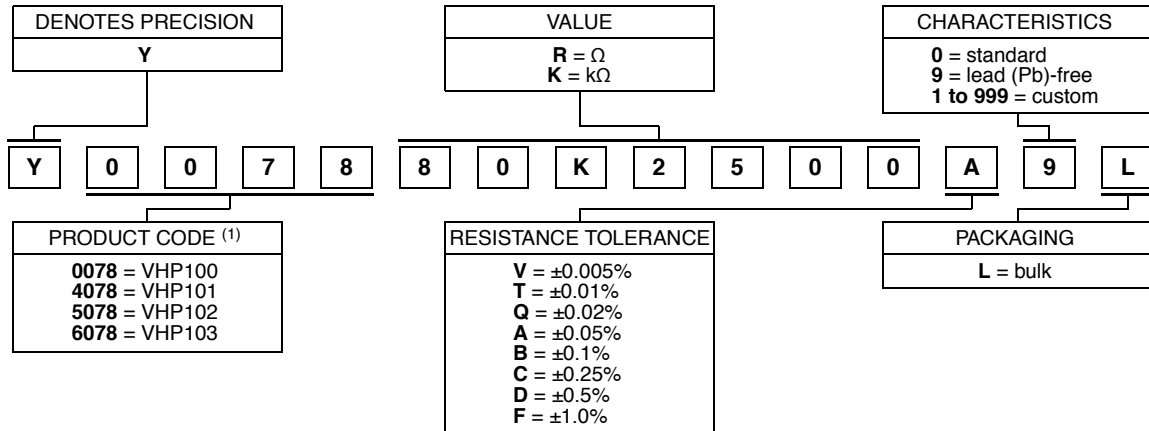 DENOTES PRECISION
Y
VALUE
R = Ω
K = kΩ
CHARACTERISTICS
0 = standard
9 = lead (Pb)-free
1 to 999 = custom
Y 0 0 7 8 8 0 K 2 5 0 0 A 9 L
PRODUCT CODE (1)
0078 = VHP100
4078 = VHP101
5078 = VHP102
6078 = VHP103
RESISTANCE TOLERANCE
V = ±0.005%
T = ±0.01%
Q = ±0.02%
A = ±0.05%
B = ±0.1%
C = ±0.25%
D = ±0.5%
F = ±1.0%
PACKAGING
L = bulk